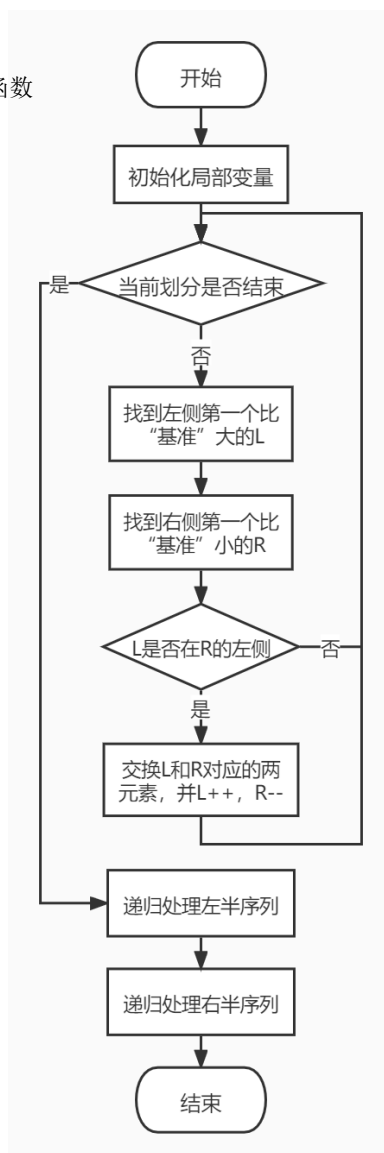 开始
函数
初始化局部变量
当前划分是否结束
是
否
找到左侧第一个比
“基准”大的L
找到右侧第一个比
“基准”小的R
L是否在R的左侧
否
是
交换L和R对应的两
元素，并L++，R--
递归处理左半序列
递归处理右半序列
结束